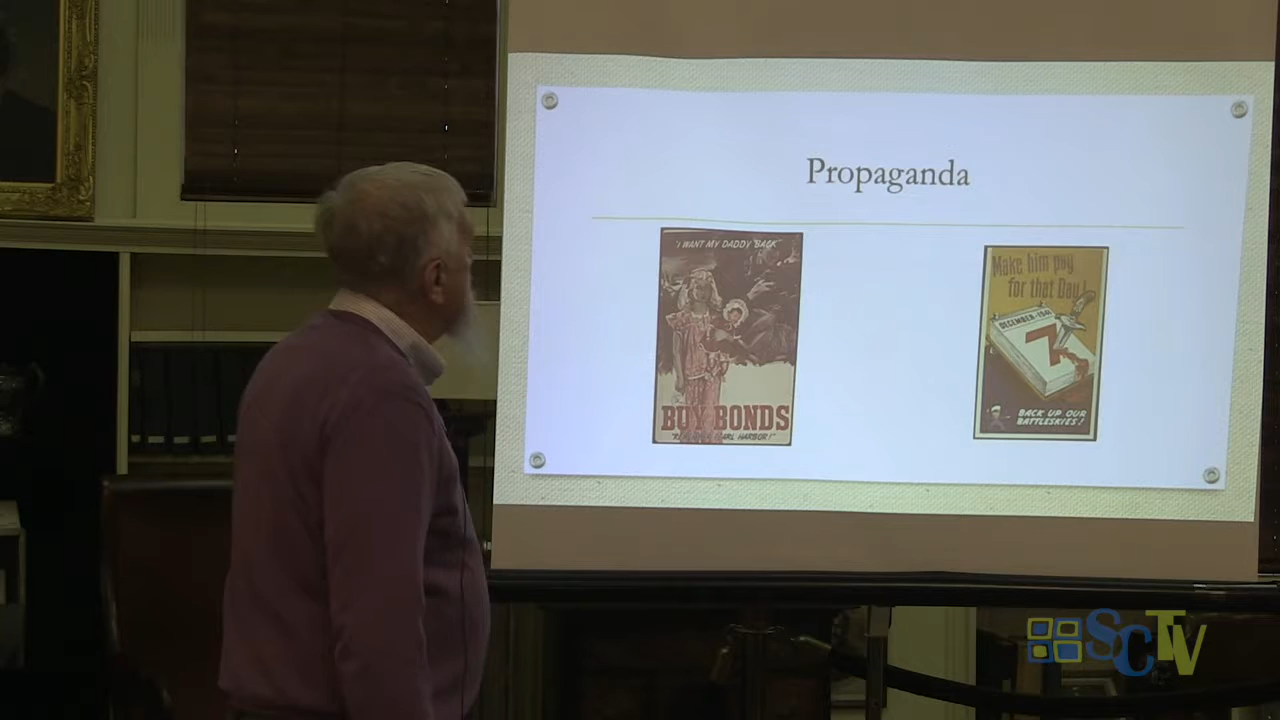 Propaganda
"I WANT MY DADDY BACK"
BUY BONDS
HARBOR!"
Make him pay
for that Day!
DECEMBER-1941
7
BACK UP OUR
BATTLESKIES!
SCTV